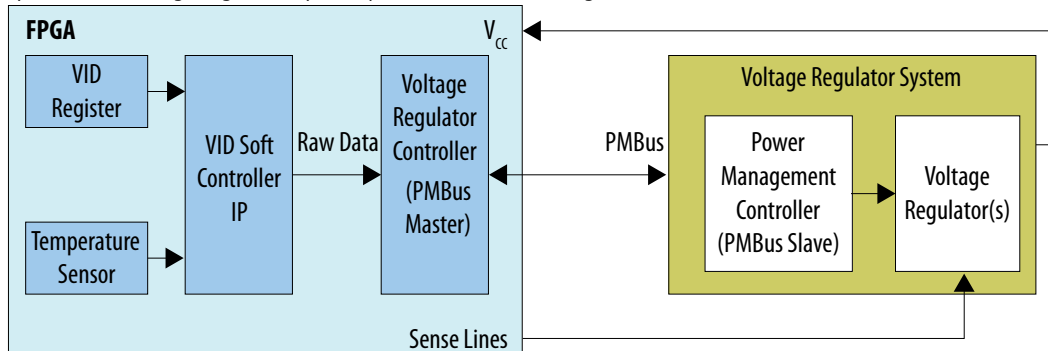 FPGA
V_CC
VID
Register
Temperature
Sensor
VID Soft
Controller
IP
Raw Data
Voltage
Regulator
Controller
(PMBus
Master)
Sense Lines
PMBus
Voltage Regulator System
Power
Management
Controller
(PMBus Slave)
Voltage
Regulator(s)